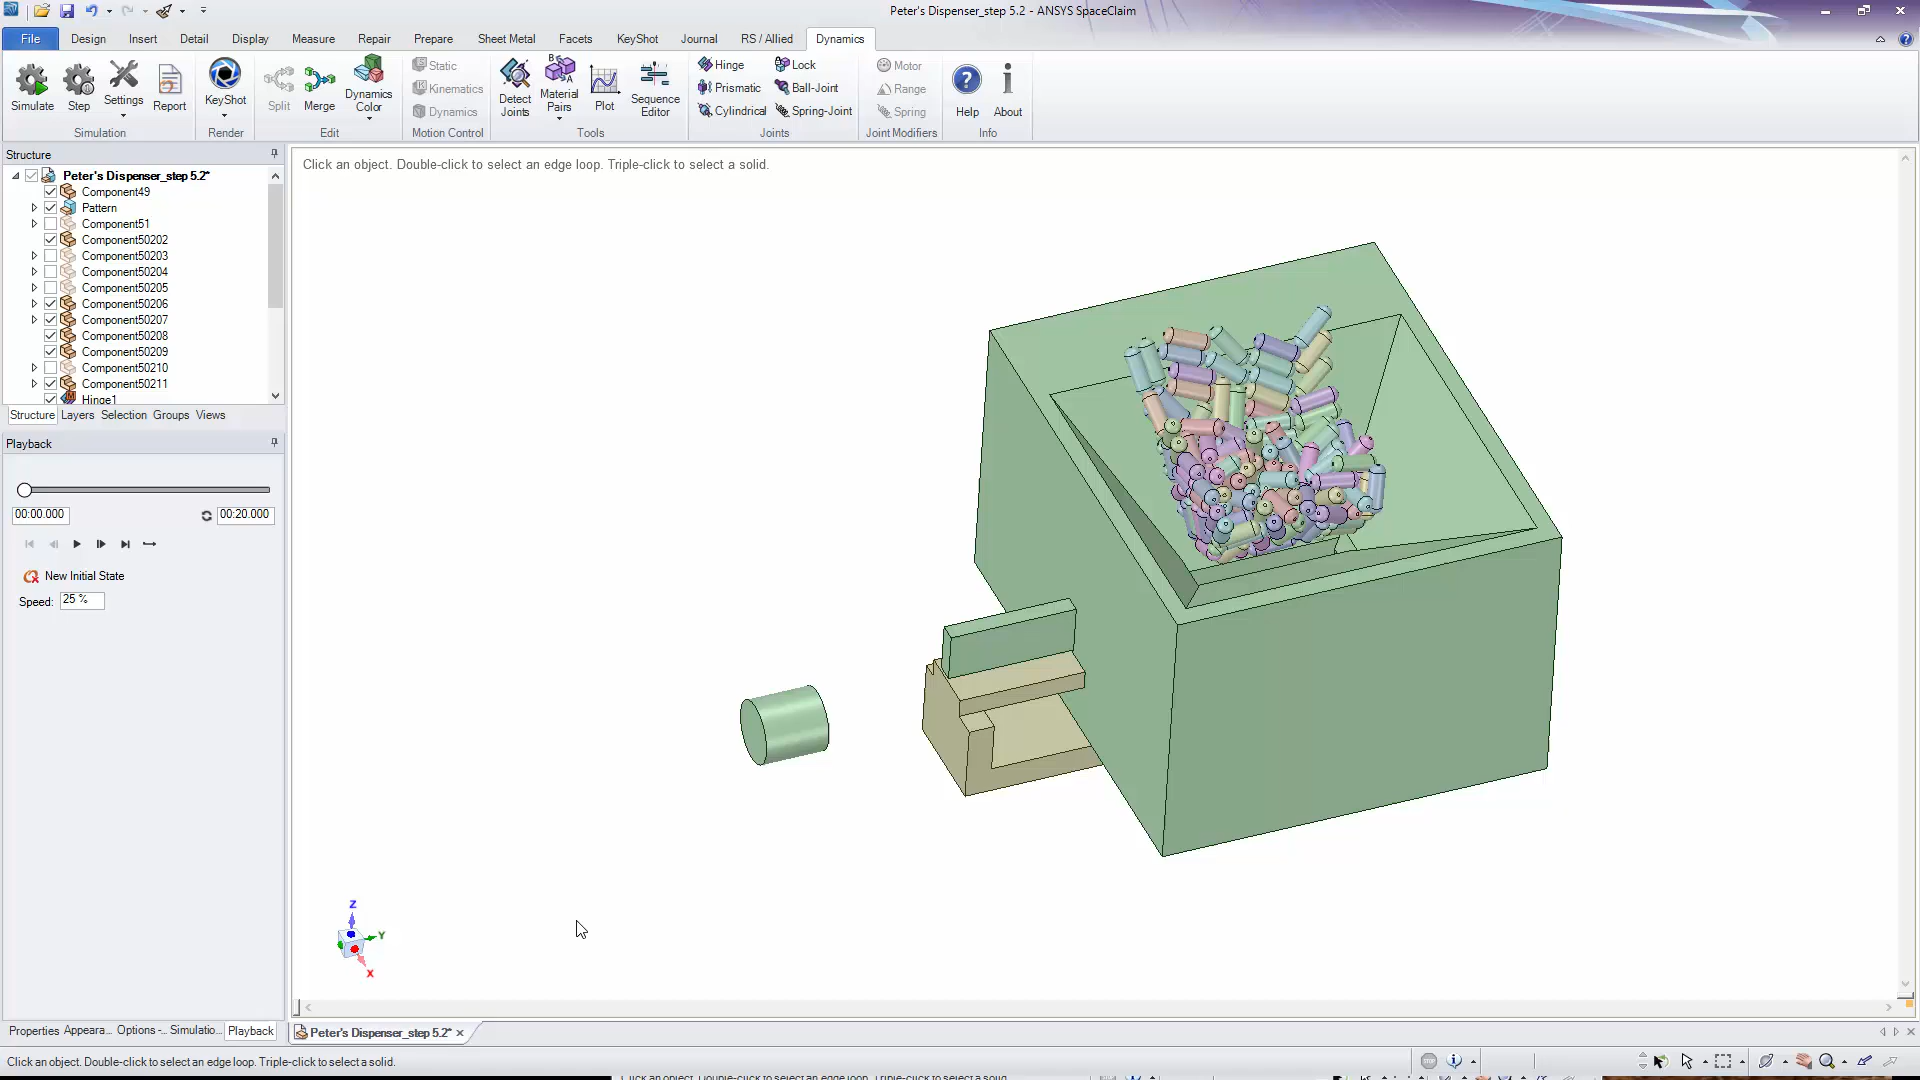 Peter's Dispenser_step 5.2 - ANSYS SpaceClaim
File Design Insert Detail Display Measure Repair Prepare Sheet Metal Facets KeyShot Journal RS / Allied Dynamics
Simulate Step Settings Report
Simulation
KeyShot
Render
Split Merge Dynamics Color
Edit
Static
Kinematics
Dynamics
Motion Control
Detect Joints Material Pairs Plot Sequence Editor
Tools
Hinge Lock
Prismatic Ball-Joint
Cylindrical Spring-Joint
Joints
Motor
Range
Spring
Joint Modifiers
Help About
Info
Structure
Peter's Dispenser_step 5.2*
Component49
Pattern
Component51
Component50202
Component50203
Component50204
Component50205
Component50206
Component50207
Component50208
Component50209
Component50210
Component50211
Hinge1
Structure Layers Selection Groups Views
Playback
00:00.000 00:20.000
New Initial State
Speed: 25 %
Properties Appeara... Options -... Simulatio... Playback
Click an object. Double-click to select an edge loop. Triple-click to select a solid.
Z
Y
X
Peter's Dispenser_step 5.2*
Click an object. Double-click to select an edge loop. Triple-click to select a solid.